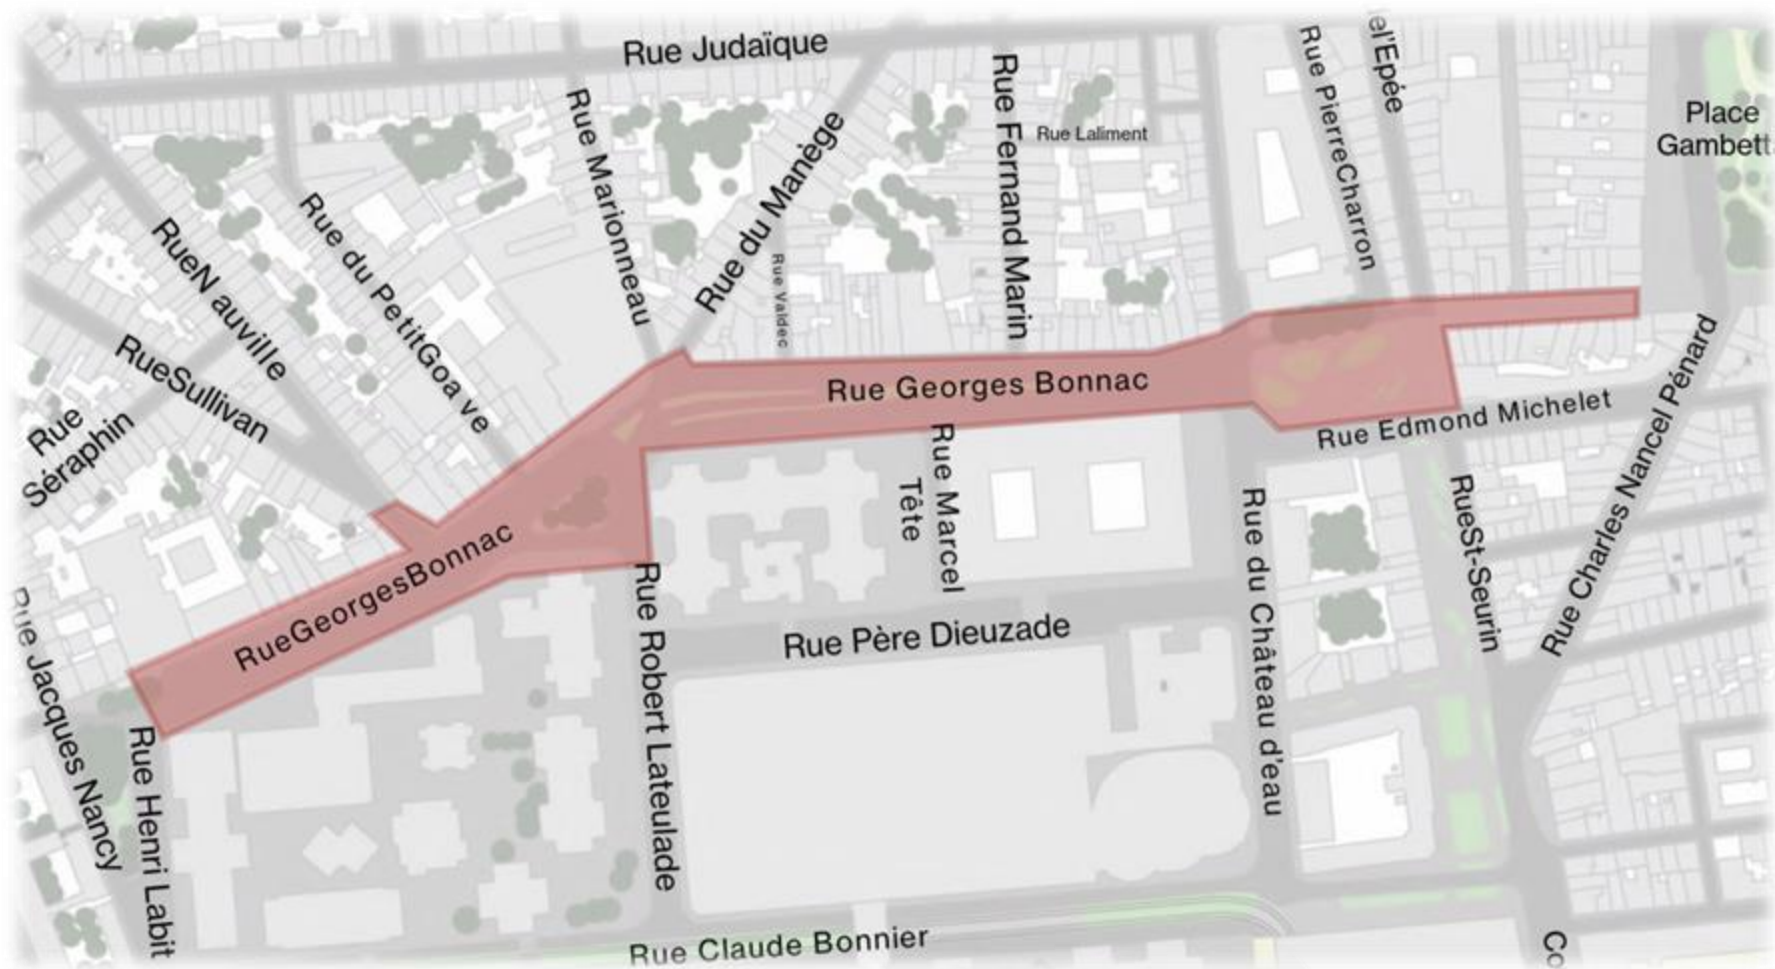 Rue Judaïque
el'Epée
Rue PierreCharron
Place
Gambett
Rue Marionneau
Rue du Manège
Rue Fernand Marin
Rue Laliment
Rue Valdec
Rue du PetitGoa ve
RueN auville
RueSullivan
Rue
Séraphin
Rue Georges Bonnac
Rue Edmond Michelet
Rue Charles Nancel Pénard
Rue Marcel
Tête
RueGeorgesBonnac
Rue du Château d'eau
RueSt-Seurin
Rue Père Dieuzade
Rue Robert Lateulade
Rue Jacques Nancy
Rue Henri Labit
Rue Claude Bonnier
Co